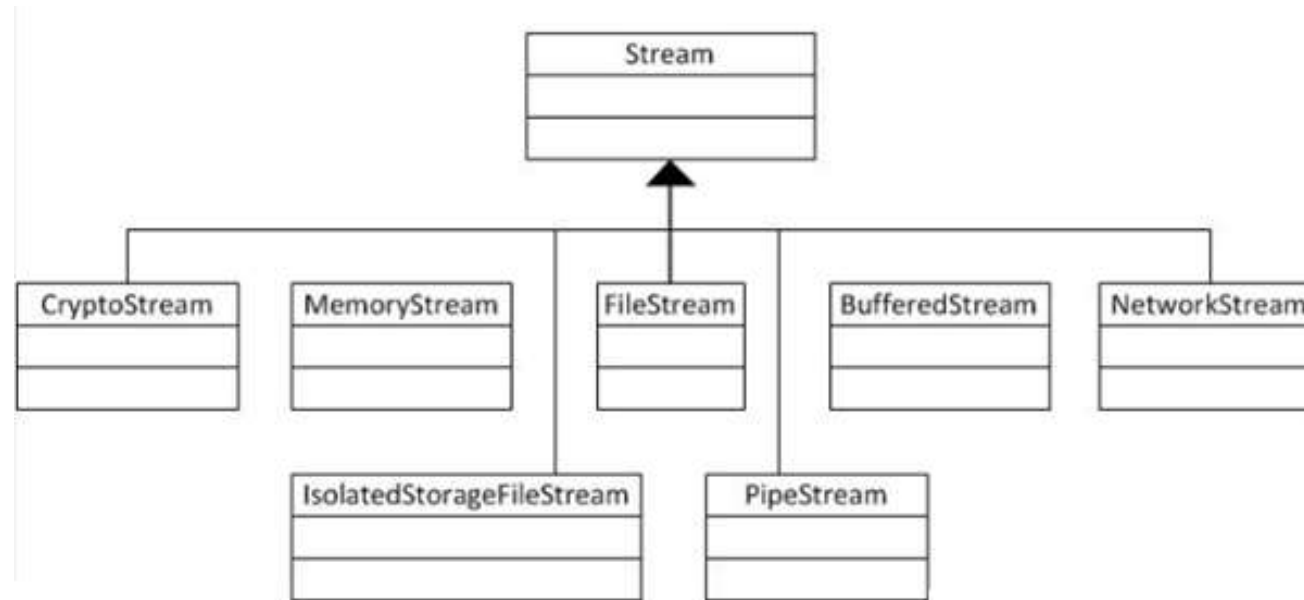 Stream
CryptoStream
MemoryStream
FileStream
BufferedStream
NetworkStream
IsolatedStorageFileStream
PipeStream